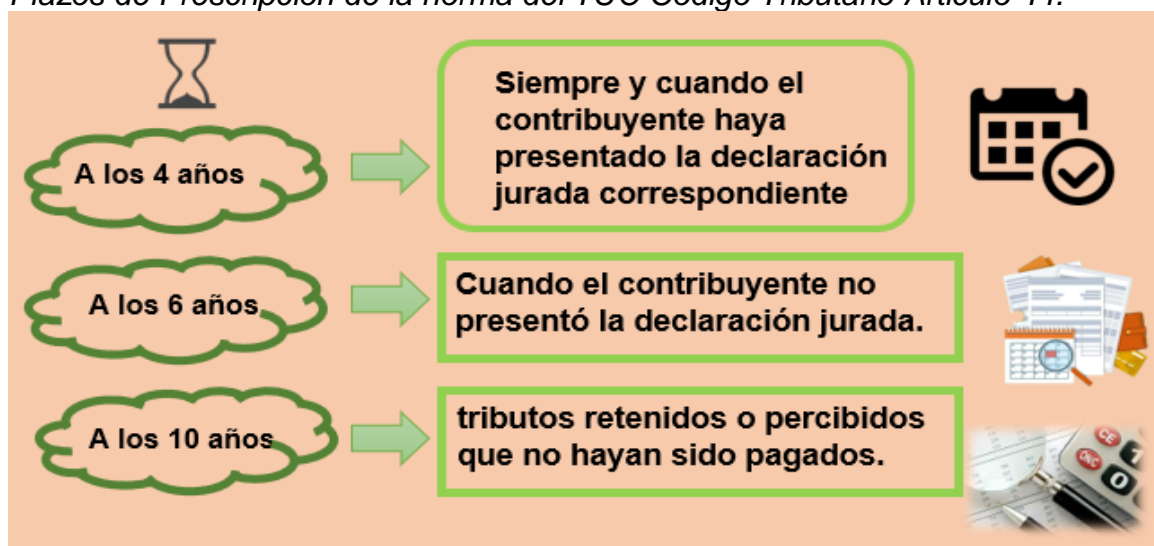 Plazos de Prescripción de la norma del TUO Código Tributario Artículo 44.
A los 4 años
Siempre y cuando el
contribuyente haya
presentado la declaración
jurada correspondiente
A los 6 años
Cuando el contribuyente no
presentó la declaración jurada.
A los 10 años
tributos retenidos o percibidos
que no hayan sido pagados.
CE